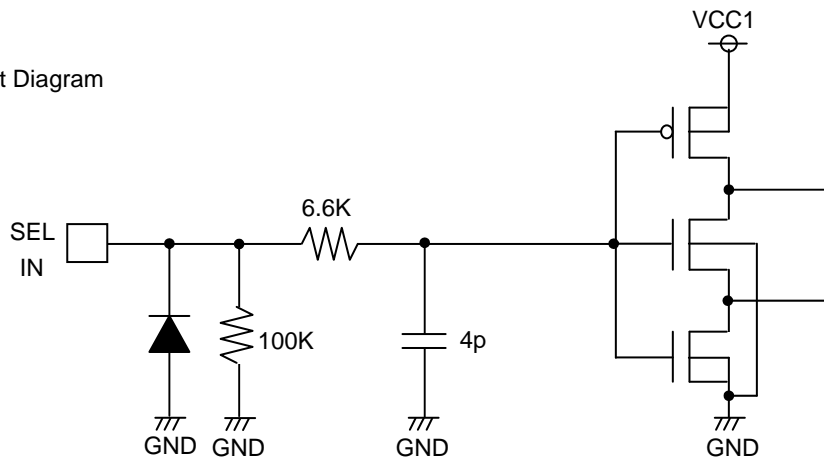 VCC1
t Diagram
6.6K
SEL
IN
100K
4p
GND GND GND GND